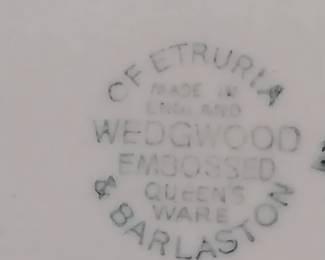 OF ETRURIA
MADE IN
ENGLAND
WEDGWOOD
EMBOSSED
QUEEN'S
WARE
& BARLASTON